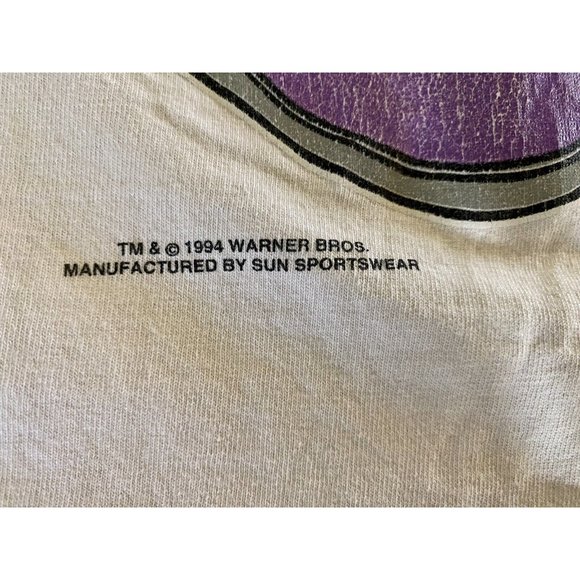 TM & © 1994 WARNER BROS.
MANUFACTURED BY SUN SPORTSWEAR